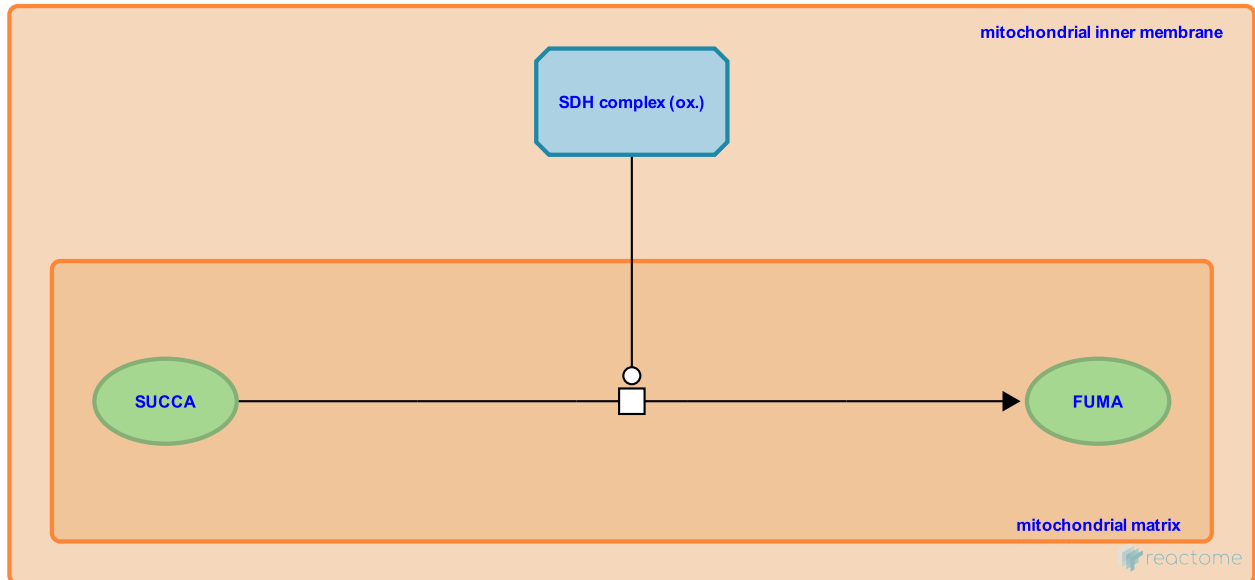 mitochondrial inner membrane
SDH complex (ox.)
SUCCA
FUMA
mitochondrial matrix
reactome